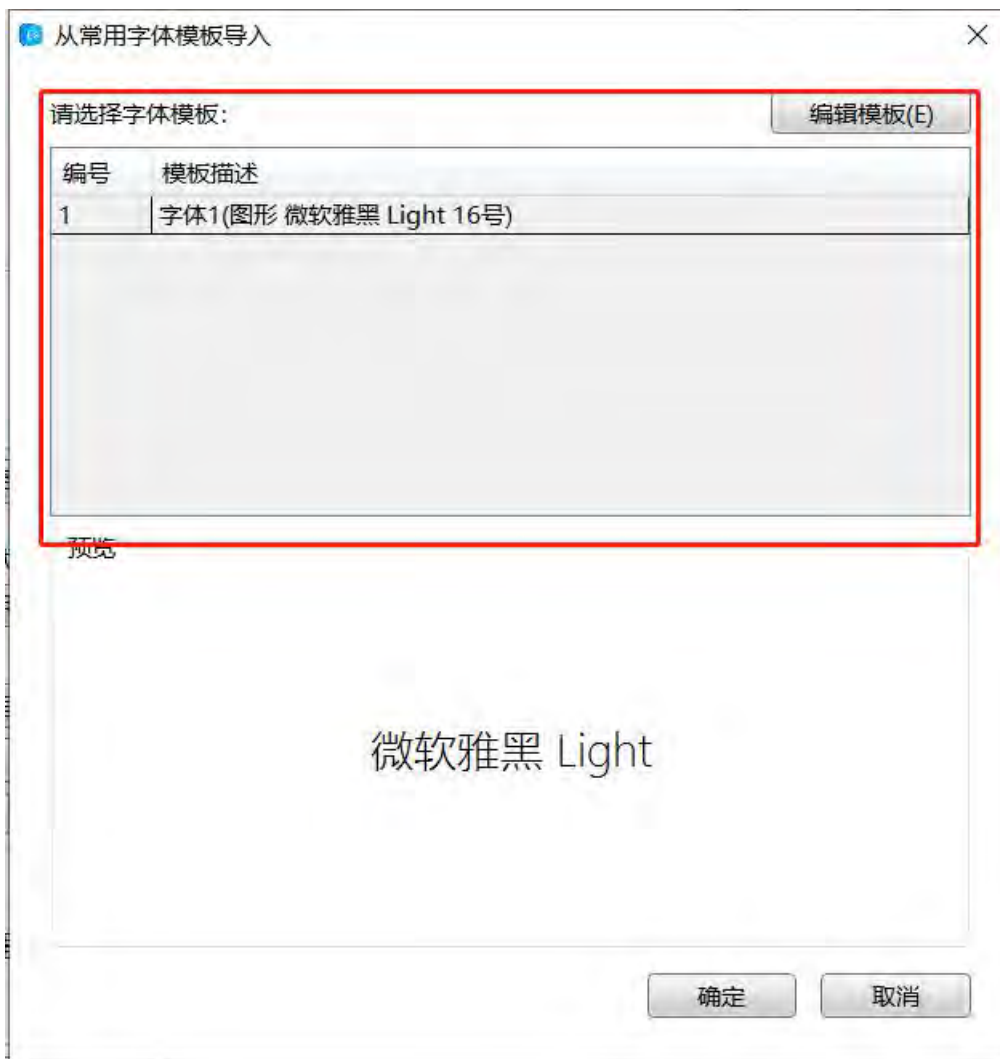 从常用字体模板导入
请选择字体模板：
编辑模板(E)
编号 模板描述
1 字体1(图形 微软雅黑 Light 16号)
预览
微软雅黑 Light
确定 取消